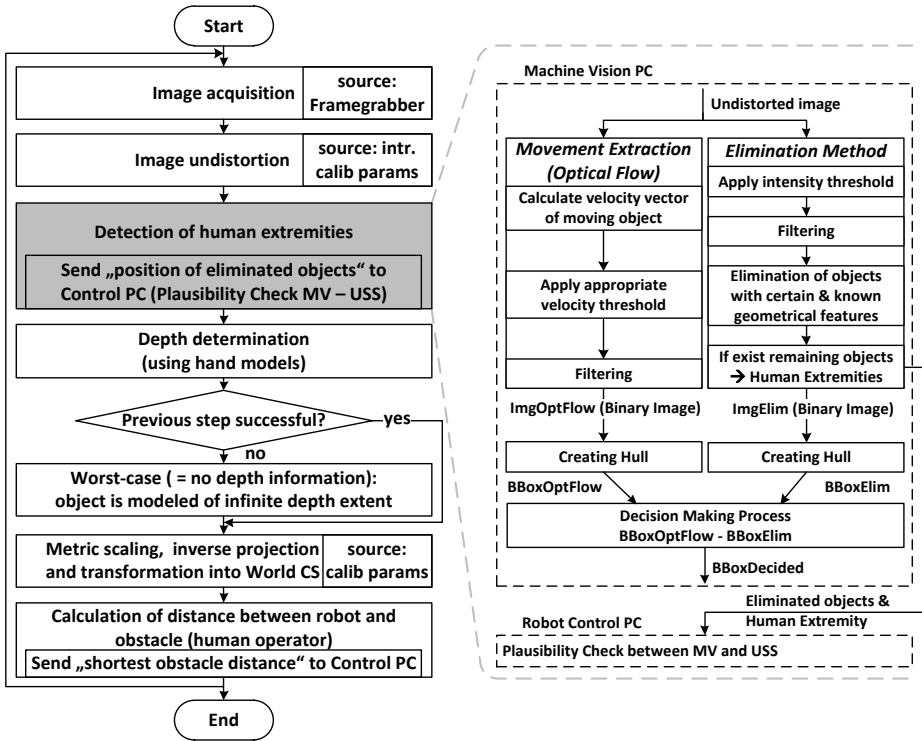 Start
Image acquisition
source:
Framegrabber
Image undistortion
source: intr.
calib params
Detection of human extremities
Send „position of eliminated objects“ to
Control PC (Plausibility Check MV – USS)
Depth determination
(using hand models)
Previous step successful?
yes
no
Worst-case ( = no depth information):
object is modeled of infinite depth extent
Metric scaling, inverse projection
and transformation into World CS
source:
calib params
Calculation of distance between robot and
obstacle (human operator)
Send „shortest obstacle distance“ to Control PC
End
Machine Vision PC
Undistorted image
Movement Extraction
(Optical Flow)
Calculate velocity vector
of moving object
Apply appropriate
velocity threshold
Filtering
ImgOptFlow (Binary Image)
Creating Hull
BBoxOptFlow
Elimination Method
Apply intensity threshold
Filtering
Elimination of objects
with certain & known
geometrical features
If exist remaining objects
→ Human Extremities
ImgElim (Binary Image)
Creating Hull
BBoxElim
Decision Making Process
BBoxOptFlow - BBoxElim
BBoxDecided
Eliminated objects &
Human Extremity
Robot Control PC
Plausibility Check between MV and USS